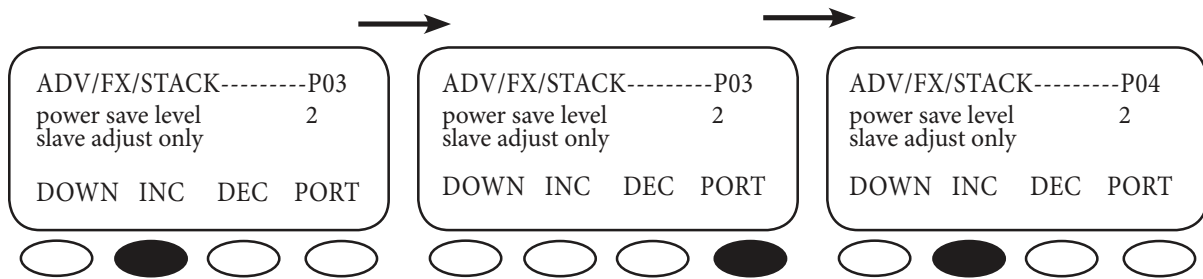 ADV/FX/STACK---------P03
power save level 2
slave adjust only
DOWN INC DEC PORT
ADV/FX/STACK---------P03
power save level 2
slave adjust only
DOWN INC DEC PORT
ADV/FX/STACK---------P04
power save level 2
slave adjust only
DOWN INC DEC PORT